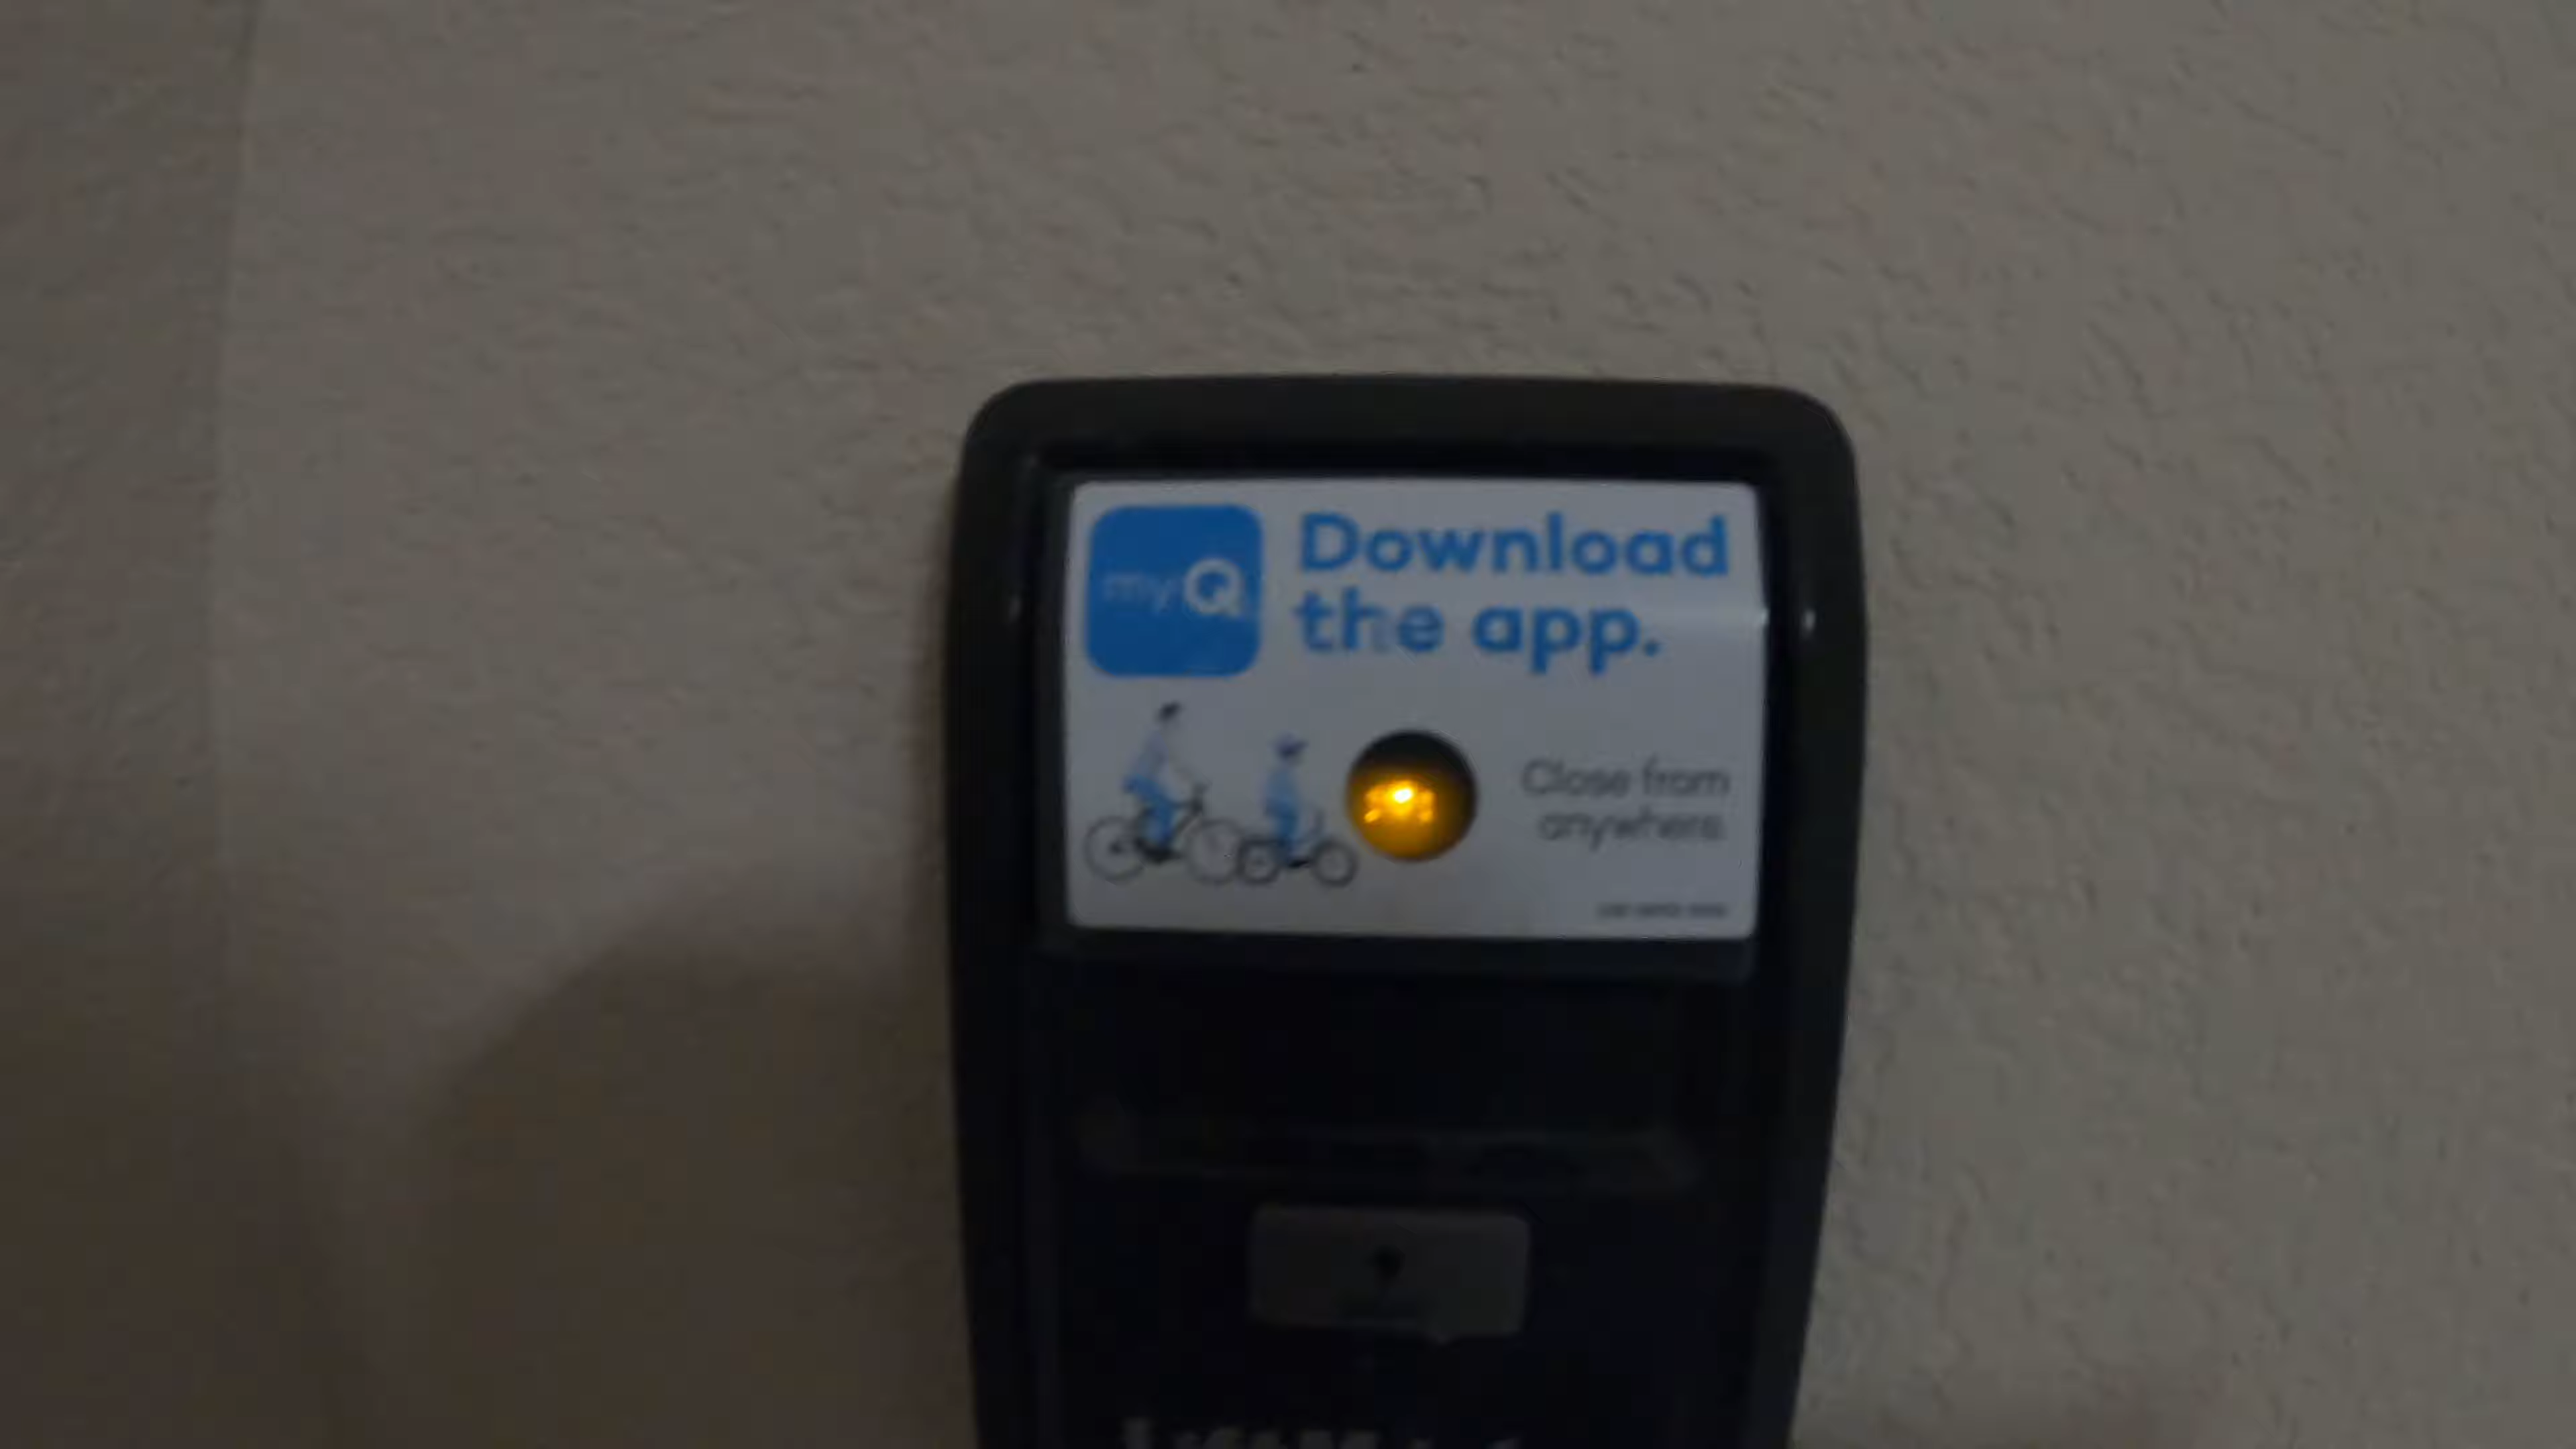 myQ
Download
the app.
Close from
anywhere.